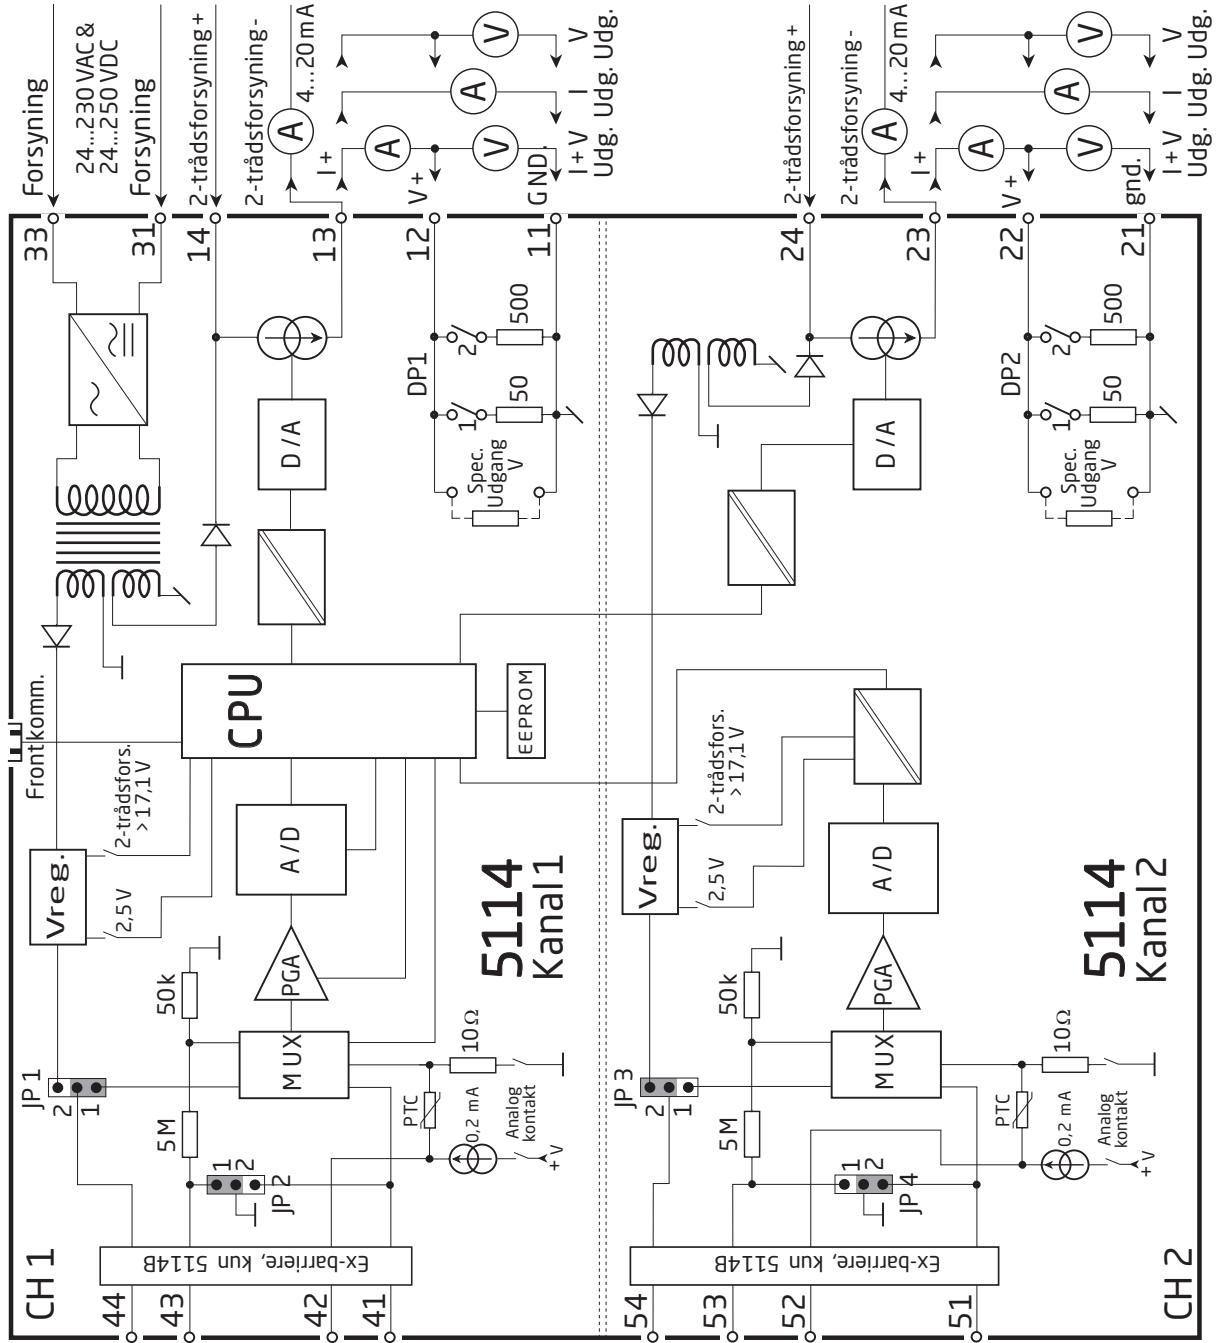 Forsyning
24...230 VAC &
24...250 VDC
Forsyning
2-trådsforsyning+
2-trådsforsyning-
A
4...20 mA
I+
V+
GND.
A
V
A
V
I+V
Udg.
I
Udg.
V
Udg.
33
31
14
13
12
11
DP1
1
2
50
500
Spec.
Udgang
V
D/A
CPU
EEPROM
Frontkomm.
2-trådsfors.
>17,1 V
2,5 V
Vreg.
A/D
PGA
MUX
50k
5M
10Ω
PTC
0,2 mA
Analog
kontakt
+V
JP 1
2
1
JP 2
1
2
5114
Kanal 1
CH 1
Ex-barriere, kun 5114B
44
43
42
41
2-trådsforsyning+
2-trådsforsyning-
A
4...20 mA
I+
V+
gnd.
A
V
A
V
I+V
Udg.
I
Udg.
V
Udg.
24
23
22
21
DP2
1
2
50
500
Spec.
Udgang
V
D/A
2-trådsfors.
>17,1 V
2,5 V
Vreg.
A/D
PGA
MUX
50k
5M
10Ω
PTC
0,2 mA
Analog
kontakt
+V
JP 3
2
1
JP 4
1
2
5114
Kanal 2
CH 2
Ex-barriere, kun 5114B
54
53
52
51